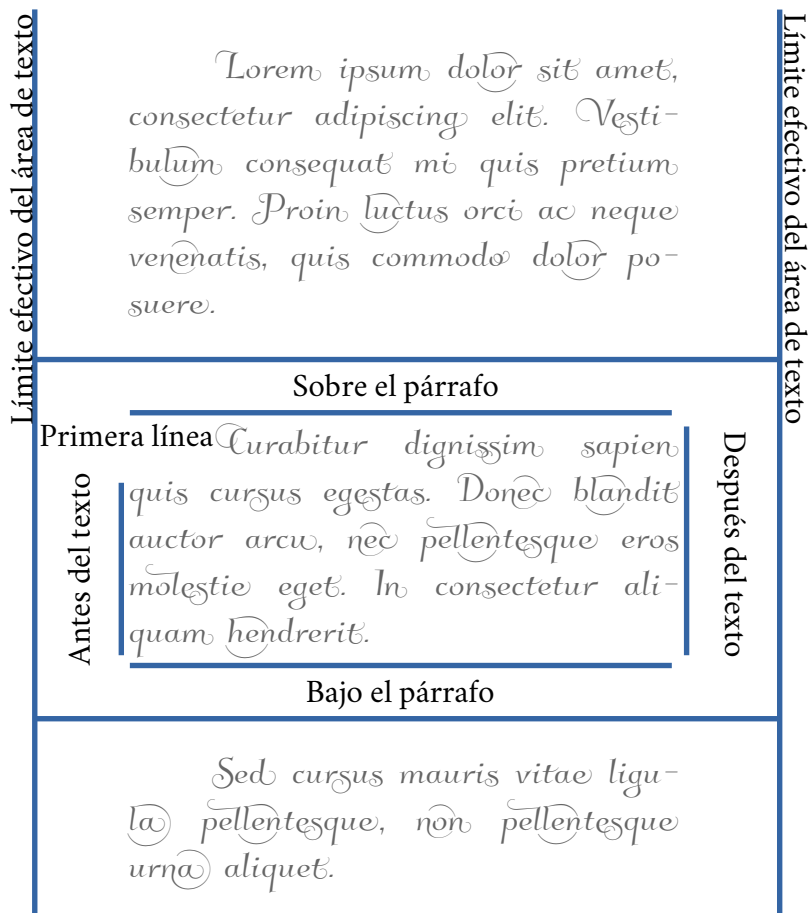 Límite efectivo del área de texto
Límite efectivo del área de texto
Lorem ipsum dolor sit amet,
consectetur adipiscing elit. Vesti-
bulum consequat mi quis pretium
semper. Proin luctus orci ac neque
venenatis, quis commodo dolor po-
suere.
Sobre el párrafo
Primera línea
Curabitur dignissim sapien
quis cursus egestas. Donec blandit
auctor arcu, nec pellentesque eros
molestie eget. In consectetur ali-
quam hendrerit.
Antes del texto
Después del texto
Bajo el párrafo
Sed cursus mauris vitae ligu-
la pellentesque, non pellentesque
urna aliquet.